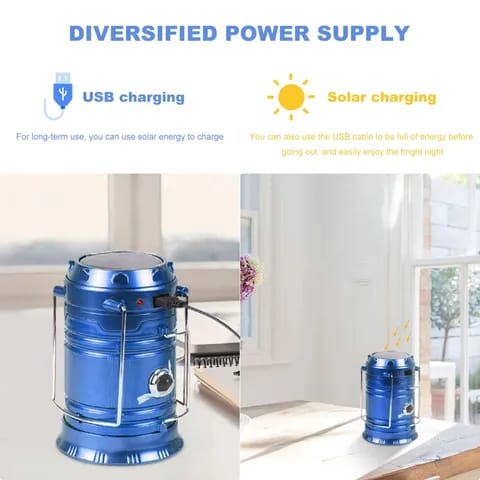 DIVERSIFIED POWER SUPPLY
USB charging
For long-term use, you can use solar energy to charge
Solar charging
You can also use the USB cable to be full of energy before
going out, and easily enjoy the bright night